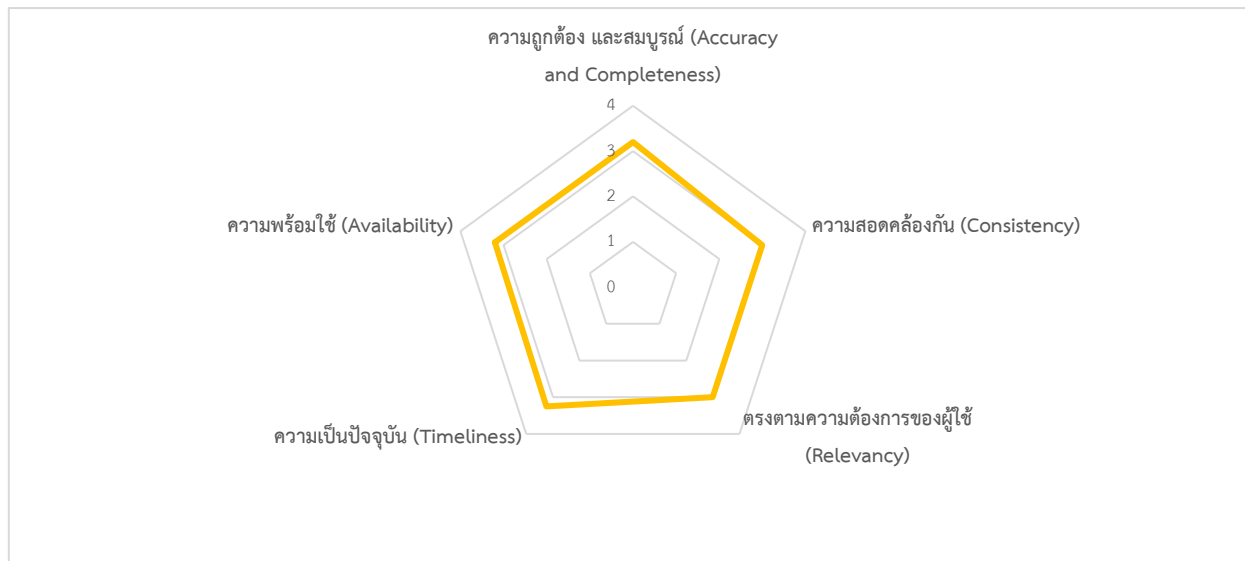 ความถูกต้อง และสมบูรณ์ (Accuracy
and Completeness)
4
3
2
1
0
ความพร้อมใช้ (Availability)
ความสอดคล้องกัน (Consistency)
ความเป็นปัจจุบัน (Timeliness)
ตรงตามความต้องการของผู้ใช้
(Relevancy)